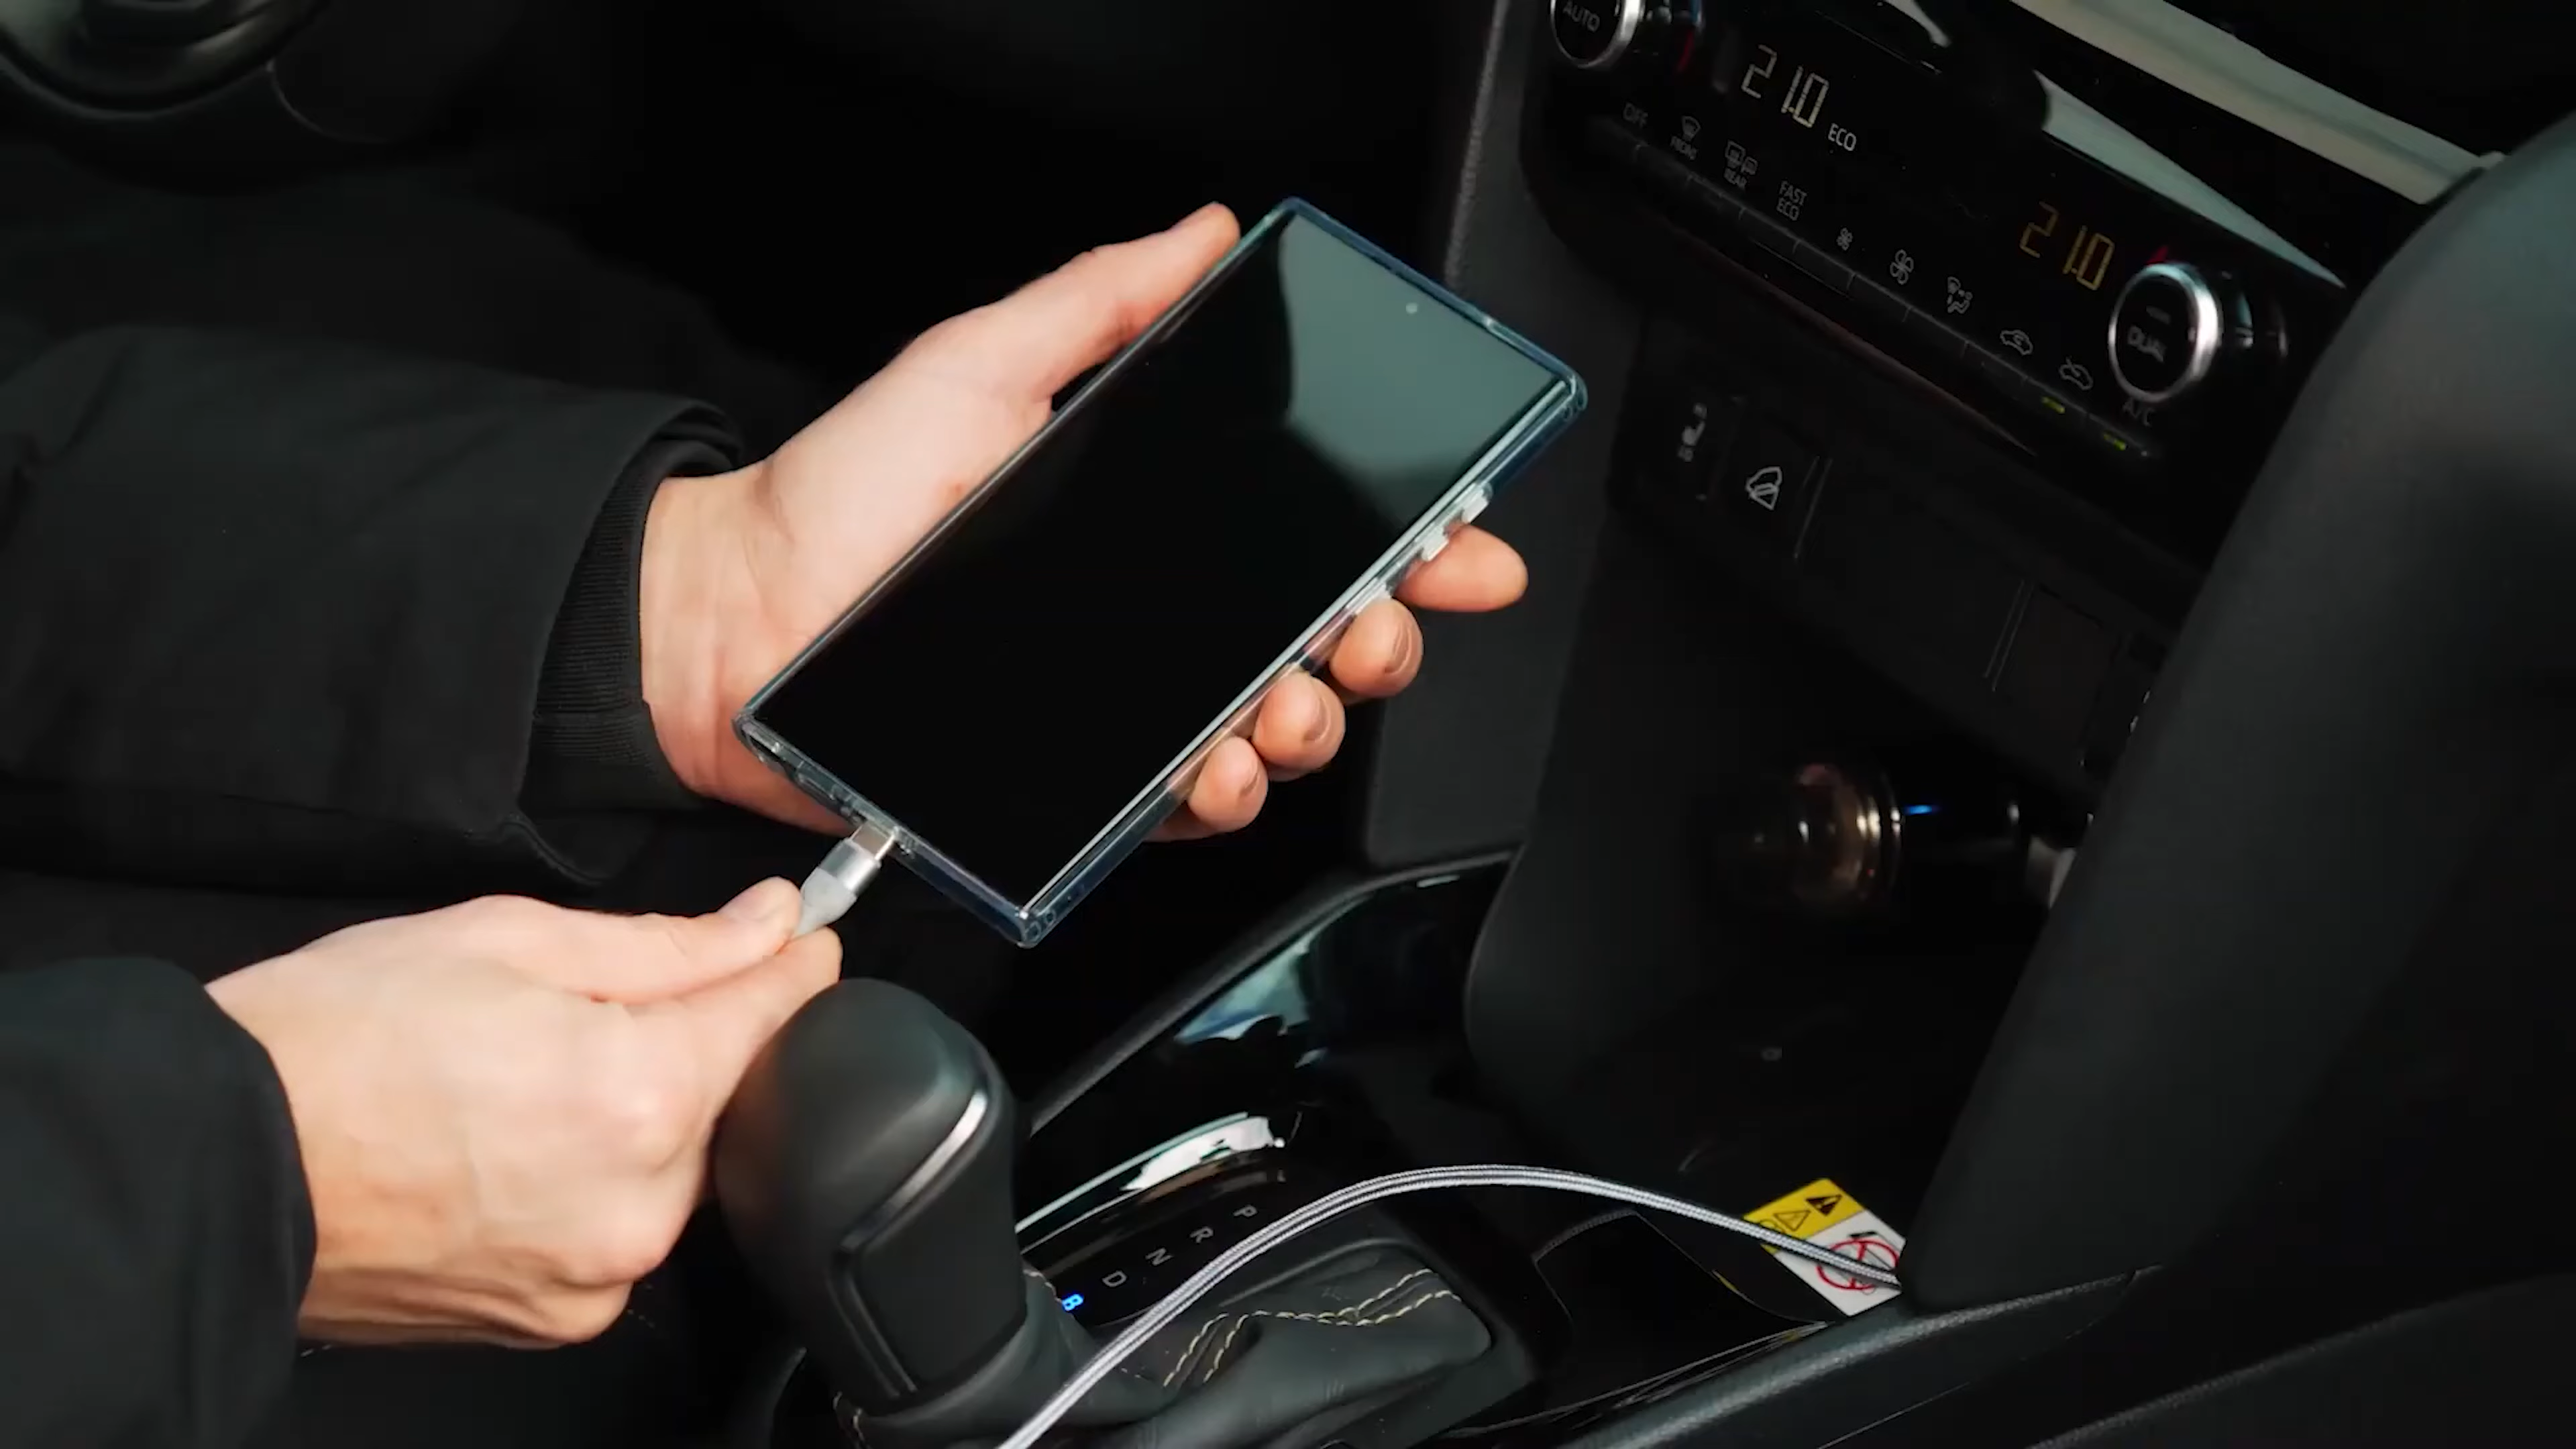 AUTO
21.0 ECO
OFF
FRONT
REAR
FAST
ECO
21.0
DUAL
A/C
P
R
N
D
B